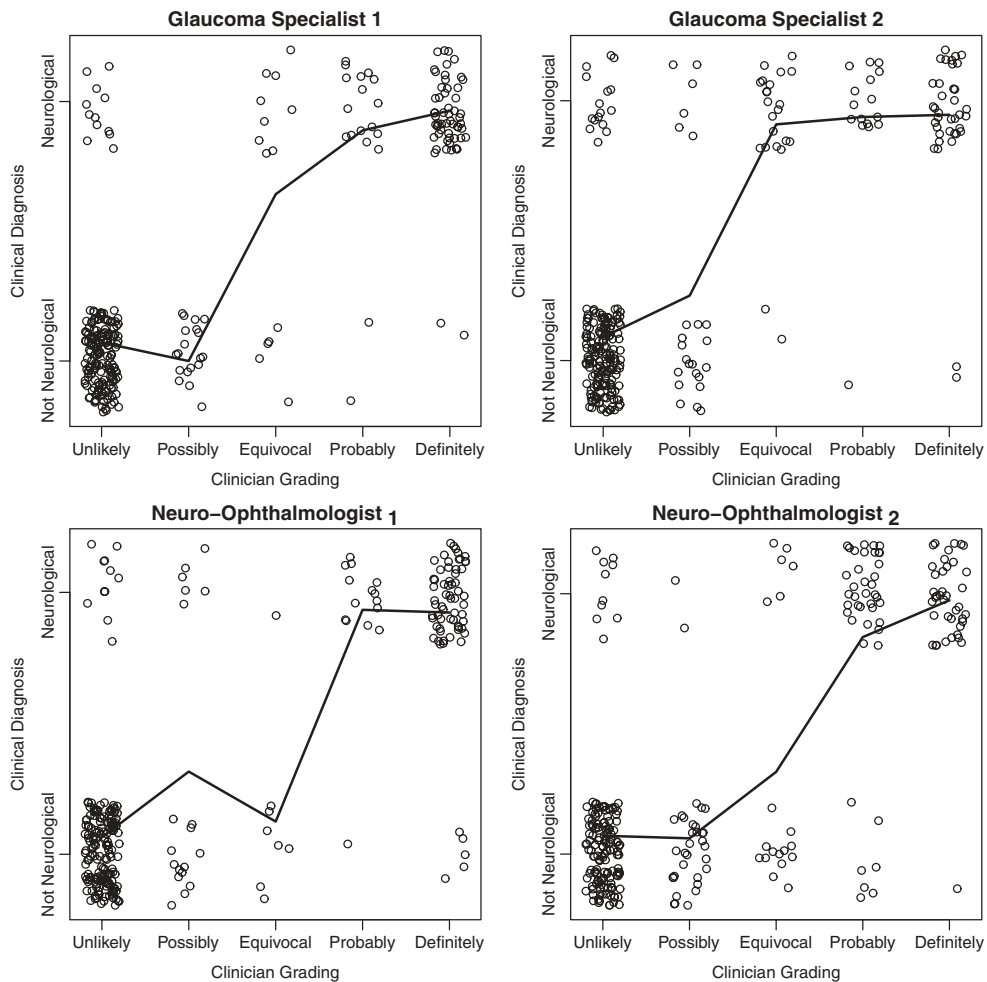 Glaucoma Specialist 1
Clinical Diagnosis
Neurological
Not Neurological
Unlikely Possibly Equivocal Probably Definitely
Clinician Grading
Glaucoma Specialist 2
Clinical Diagnosis
Neurological
Not Neurological
Unlikely Possibly Equivocal Probably Definitely
Clinician Grading
Neuro−Ophthalmologist 1
Clinical Diagnosis
Neurological
Not Neurological
Unlikely Possibly Equivocal Probably Definitely
Clinician Grading
Neuro−Ophthalmologist 2
Clinical Diagnosis
Neurological
Not Neurological
Unlikely Possibly Equivocal Probably Definitely
Clinician Grading